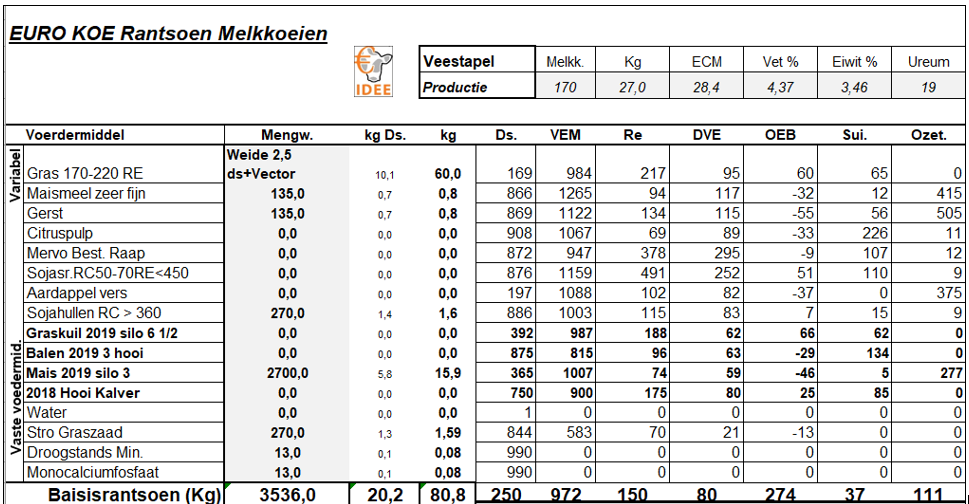 EURO KOE Rantsoen Melkkoeien
IDEE
Veestapel Melkk. Kg ECM Vet % Eiwit % Ureum
Productie 170 27,0 28,4 4,37 3,46 19
Voerdermiddel Mengw. kg Ds. kg Ds. VEM Re DVE OEB Sui. Ozet.
Variabel
Weide 2,5
Gras 170-220 RE ds+Vector 10,1 60,0 169 984 217 95 60 65 0
Maismeel zeer fijn 135,0 0,7 0,8 866 1265 94 117 -32 12 415
Gerst 135,0 0,7 0,8 869 1122 134 115 -55 56 505
Citruspulp 0,0 0,0 0,0 908 1067 69 89 -33 226 11
Mervo Best. Raap 0,0 0,0 0,0 872 947 378 295 -9 107 12
Sojasr.RC50-70RE<450 0,0 0,0 0,0 876 1159 491 252 51 110 9
Aardappel vers 0,0 0,0 0,0 197 1088 102 82 -37 0 375
Sojahullen RC > 360 270,0 1,4 1,6 886 1003 115 83 7 15 9
Vaste voedermid.
Graskuil 2019 silo 6 1/2 0,0 0,0 0,0 392 987 188 62 66 62 0
Balen 2019 3 hooi 0,0 0,0 0,0 875 815 96 63 -29 134 0
Mais 2019 silo 3 2700,0 5,8 15,9 365 1007 74 59 -46 5 277
2018 Hooi Kalver 0,0 0,0 0,0 750 900 175 80 25 85 0
Water 0,0 0,0 0,0 1 0 0 0 0 0 0
Stro Graszaad 270,0 1,3 1,59 844 583 70 21 -13 0 0
Droogstands Min. 13,0 0,1 0,08 990 0 0 0 0 0 0
Monocalciumfosfaat 13,0 0,1 0,08 990 0 0 0 0 0 0
Baisisrantsoen (Kg) 3536,0 20,2 80,8 250 972 150 80 274 37 111